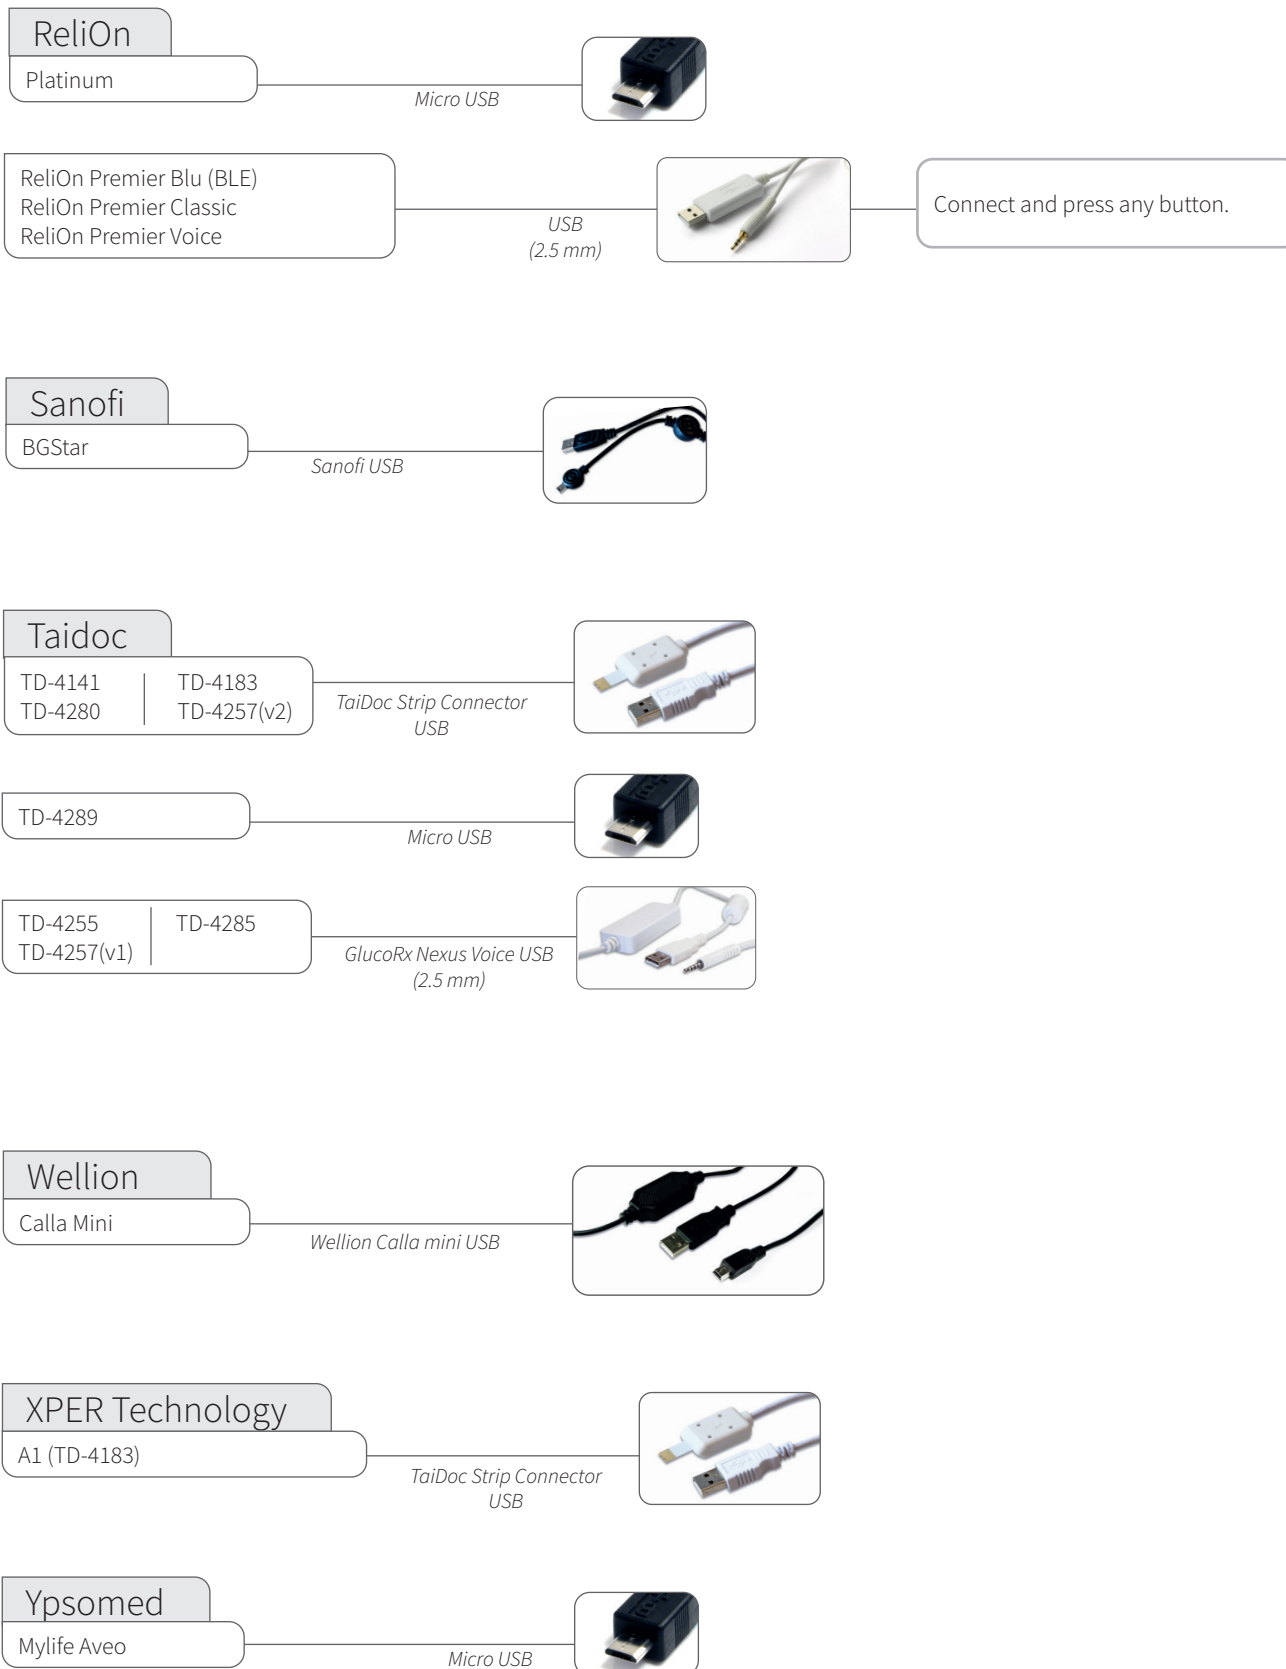 ReliOn
Platinum
Micro USB
ReliOn Premier Blu (BLE)
ReliOn Premier Classic
ReliOn Premier Voice
USB
(2.5 mm)
Connect and press any button.
Sanofi
BGStar
Sanofi USB
Taidoc
TD-4141 | TD-4183
TD-4280 | TD-4257(v2)
TaiDoc Strip Connector
USB
TD-4289
Micro USB
TD-4255 | TD-4285
TD-4257(v1)
GlucoRx Nexus Voice USB
(2.5 mm)
Wellion
Calla Mini
Wellion Calla mini USB
XPER Technology
A1 (TD-4183)
TaiDoc Strip Connector
USB
Ypsomed
Mylife Aveo
Micro USB